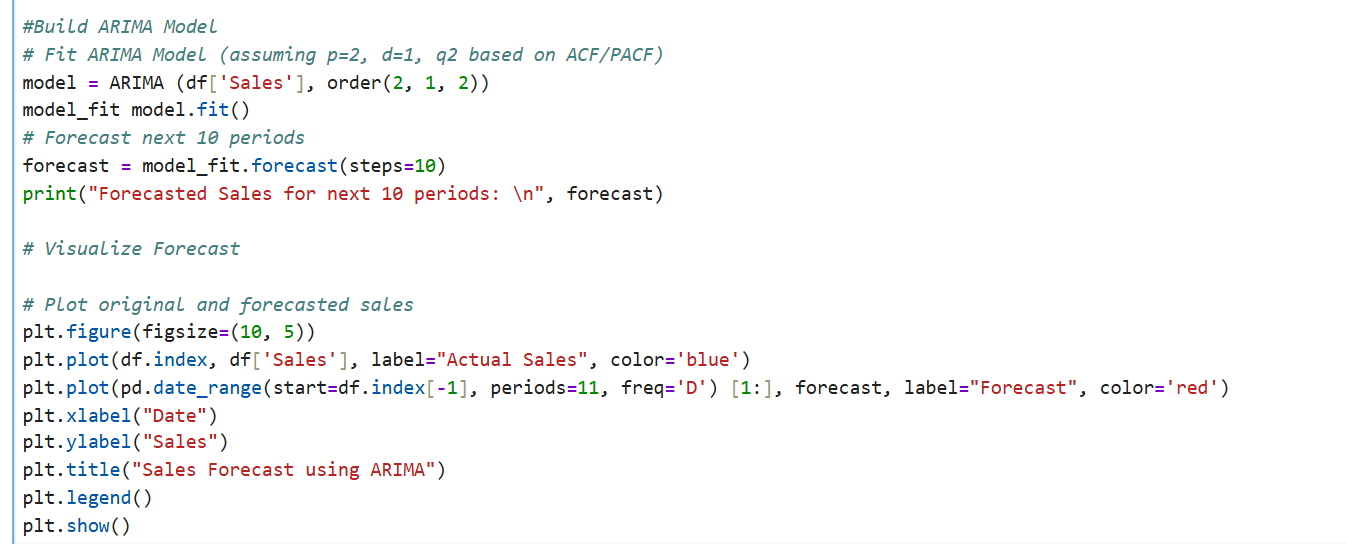 #Build ARIMA Model
# Fit ARIMA Model (assuming p=2, d=1, q2 based on ACF/PACF)
model = ARIMA (df['Sales'], order(2, 1, 2))
model_fit model.fit()
# Forecast next 10 periods
forecast = model_fit.forecast(steps=10)
print("Forecasted Sales for next 10 periods: \n", forecast)
# Visualize Forecast
# Plot original and forecasted sales
plt.figure(figsize=(10, 5))
plt.plot(df.index, df['Sales'], label="Actual Sales", color='blue')
plt.plot(pd.date_range(start=df.index[-1], periods=11, freq='D') [1:], forecast, label="Forecast", color='red')
plt.xlabel("Date")
plt.ylabel("Sales")
plt.title("Sales Forecast using ARIMA")
plt.legend()
plt.show()